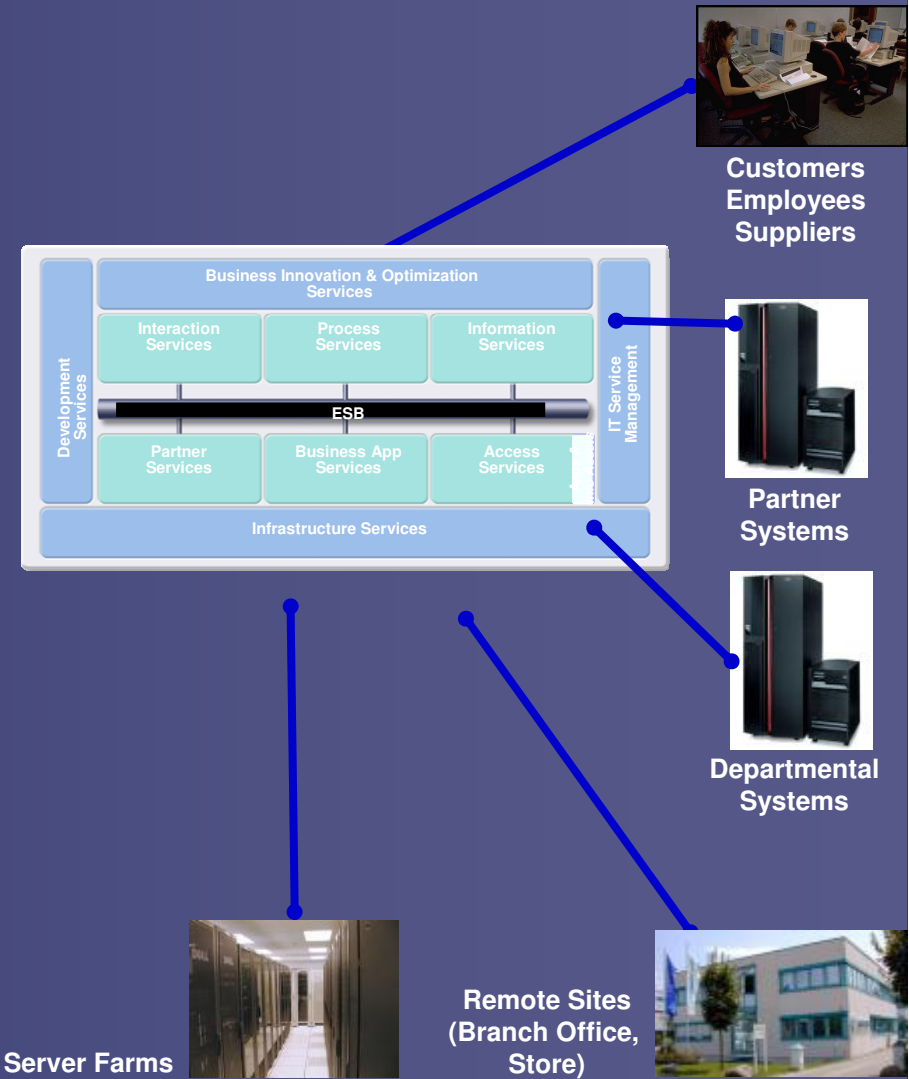 Customers
Employees
Suppliers
Business Innovation & Optimization
Services
Interaction
Services
Process
Services
Information
Services
Development
Services
IT Service
Management
ESB
Partner
Services
Business App
Services
Access
Services
Infrastructure Services
Partner
Systems
Departmental
Systems
Server Farms
Remote Sites
(Branch Office,
Store)